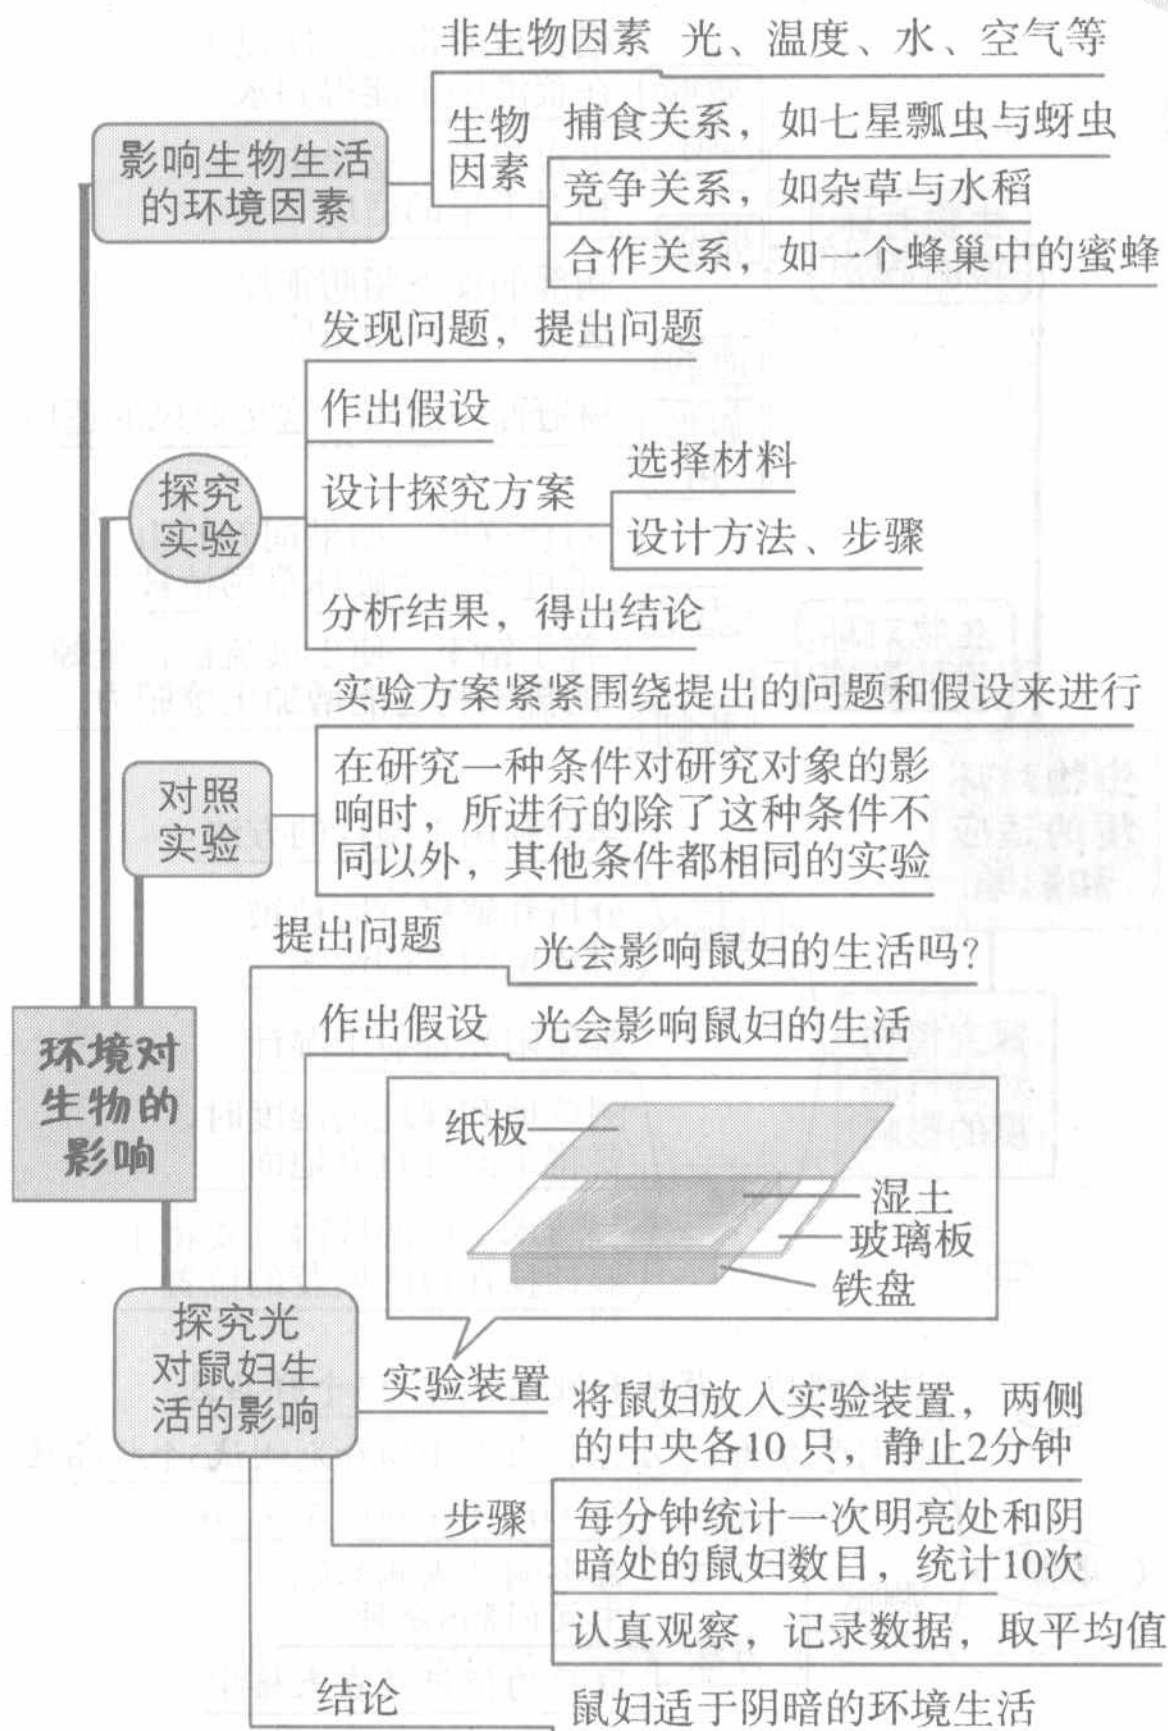 非生物因素 光、温度、水、空气等
生物
因素
捕食关系，如七星瓢虫与蚜虫
竞争关系，如杂草与水稻
合作关系，如一个蜂巢中的蜜蜂
影响生物生活
的环境因素
发现问题，提出问题
作出假设
设计探究方案
选择材料
设计方法、步骤
分析结果，得出结论
探究
实验
实验方案紧紧围绕提出的问题和假设来进行
在研究一种条件对研究对象的影
响时，所进行的除了这种条件不
同以外，其他条件都相同的实验
对照
实验
环境对
生物的
影响
提出问题
光会影响鼠妇的生活吗?
作出假设
光会影响鼠妇的生活
纸板
湿土
玻璃板
铁盘
探究光
对鼠妇生
活的影响
实验装置
步骤
将鼠妇放入实验装置，两侧
的中央各10 只，静止2分钟
每分钟统计一次明亮处和阴
暗处的鼠妇数目，统计10次
认真观察，记录数据，取平均值
结论
鼠妇适于阴暗的环境生活